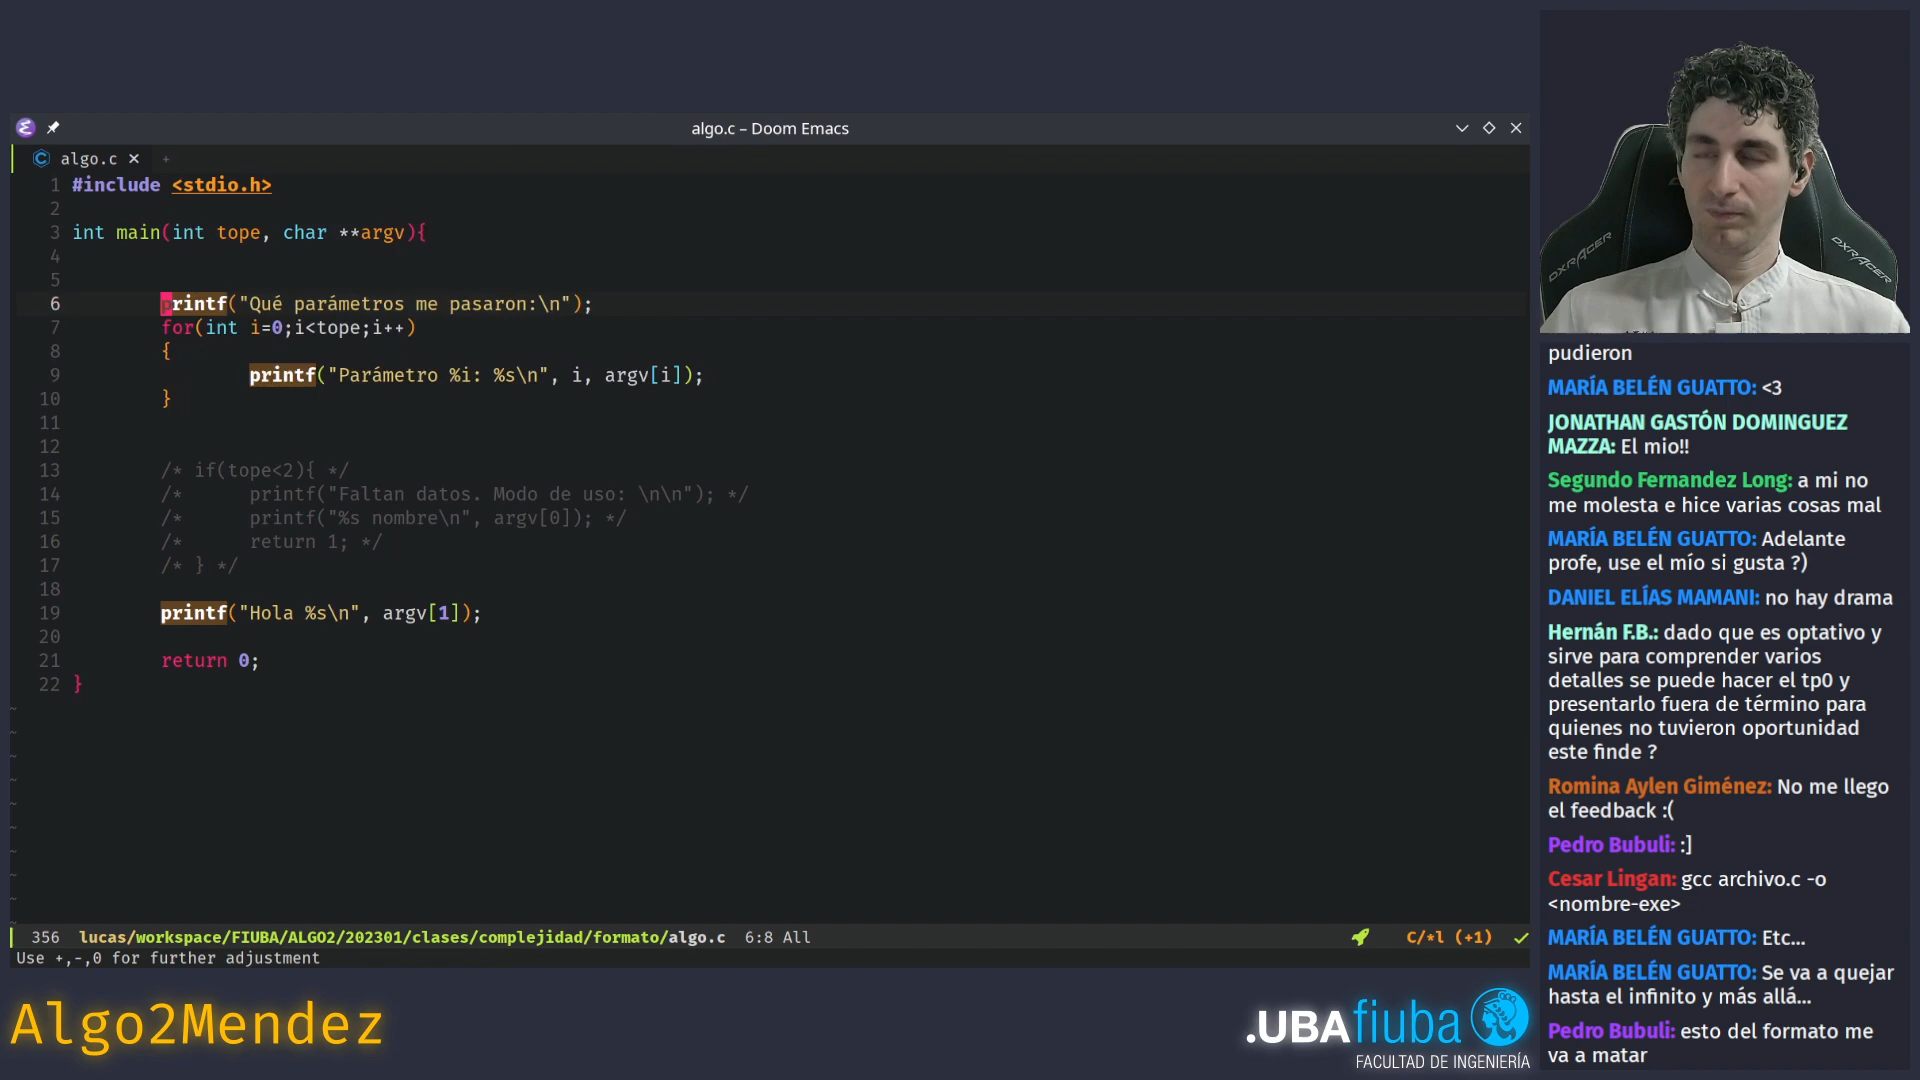 algo.c – Doom Emacs
algo.c × +
1 #include <stdio.h>
2
3 int main(int tope, char **argv){
4
5
6 printf("Qué parámetros me pasaron:\n");
7 for(int i=0;i<tope;i++)
8 {
9 printf("Parámetro %i: %s\n", i, argv[i]);
10 }
11
12
13 /* if(tope<2){ */
14 /* printf("Faltan datos. Modo de uso: \n\n"); */
15 /* printf("%s nombre\n", argv[0]); */
16 /* return 1; */
17 /* } */
18
19 printf("Hola %s\n", argv[1]);
20
21 return 0;
22 }
356 lucas/workspace/FIUBA/ALGO2/202301/clases/complejidad/formato/algo.c 6:8 All C/*l (+1)
Use +,-,0 for further adjustment
Algo2Mendez
.UBAfiuba
FACULTAD DE INGENIERÍA
DXRACER
DXRACER
pudieron
MARÍA BELÉN GUATTO: <3
JONATHAN GASTÓN DOMINGUEZ
MAZZA: El mio!!
Segundo Fernandez Long: a mi no
me molesta e hice varias cosas mal
MARÍA BELÉN GUATTO: Adelante
profe, use el mío si gusta ?)
DANIEL ELÍAS MAMANI: no hay drama
Hernán F.B.: dado que es optativo y
sirve para comprender varios
detalles se puede hacer el tp0 y
presentarlo fuera de término para
quienes no tuvieron oportunidad
este finde ?
Romina Aylen Giménez: No me llego
el feedback :(
Pedro Bubuli: :]
Cesar Lingan: gcc archivo.c -o
<nombre-exe>
MARÍA BELÉN GUATTO: Etc...
MARÍA BELÉN GUATTO: Se va a quejar
hasta el infinito y más allá...
Pedro Bubuli: esto del formato me
va a matar